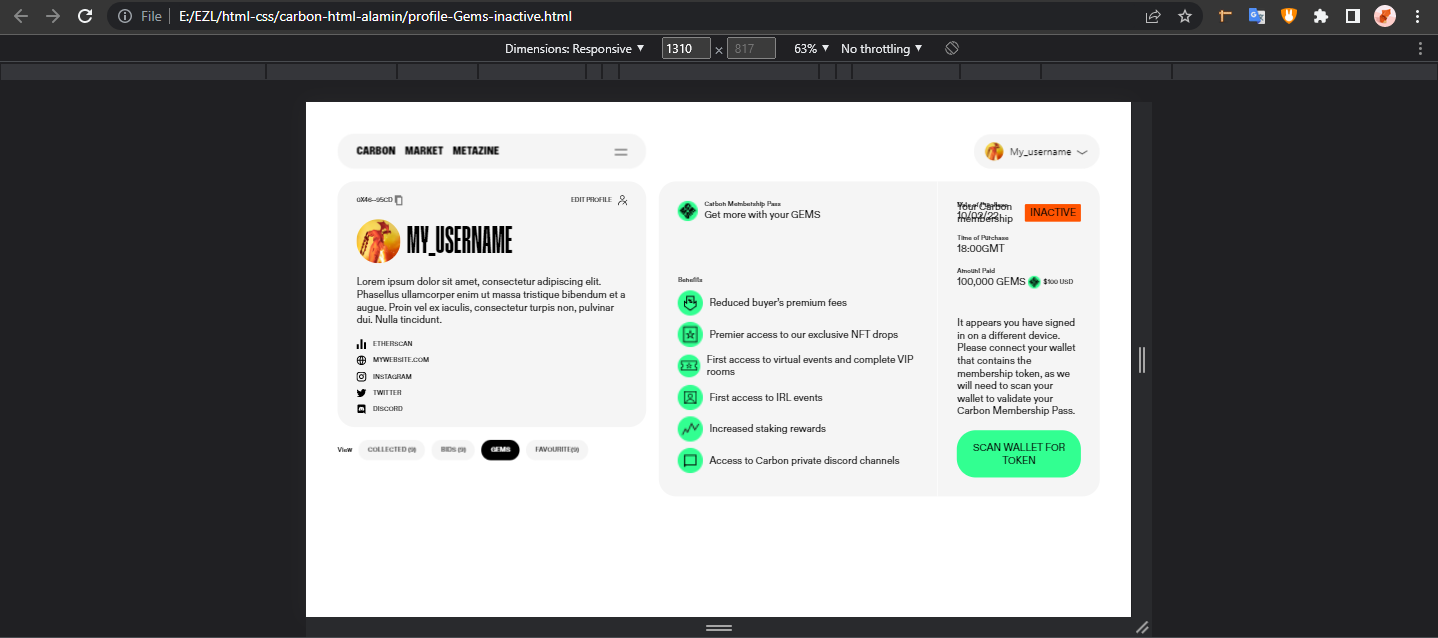 File E:/EZL/html-css/carbon-html-alamin/profile-Gems-inactive.html
Dimensions: Responsive 1310 × 817 63% No throttling
CARBON MARKET METAZINE
My_username
0X46-95CD
EDIT PROFILE
MY_USERNAME
Lorem ipsum dolor sit amet, consectetur adipiscing elit.
Phasellus ullamcorper enim ut massa tristique bibendum et a
augue. Proin vel ex iaculis, consectetur turpis non, pulvinar
dui. Nulla tincidunt.
ETHERSCAN
MYWEBSITE.COM
INSTAGRAM
TWITTER
DISCORD
View COLLECTED (9) BIDS (9) GEMS FAVOURITE(9)
Carbon Membership Pass
Get more with your GEMS
Benefits
Reduced buyer's premium fees
Premier access to our exclusive NFT drops
First access to virtual events and complete VIP
rooms
First access to IRL events
Increased staking rewards
Access to Carbon private discord channels
Your Carbon
membership
INACTIVE
Date of Purchase
10/03/22
Time of Purchase
18:00GMT
Amount Paid
100,000 GEMS $100 USD
It appears you have signed
in on a different device.
Please connect your wallet
that contains the
membership token, as we
will need to scan your
wallet to validate your
Carbon Membership Pass.
SCAN WALLET FOR
TOKEN